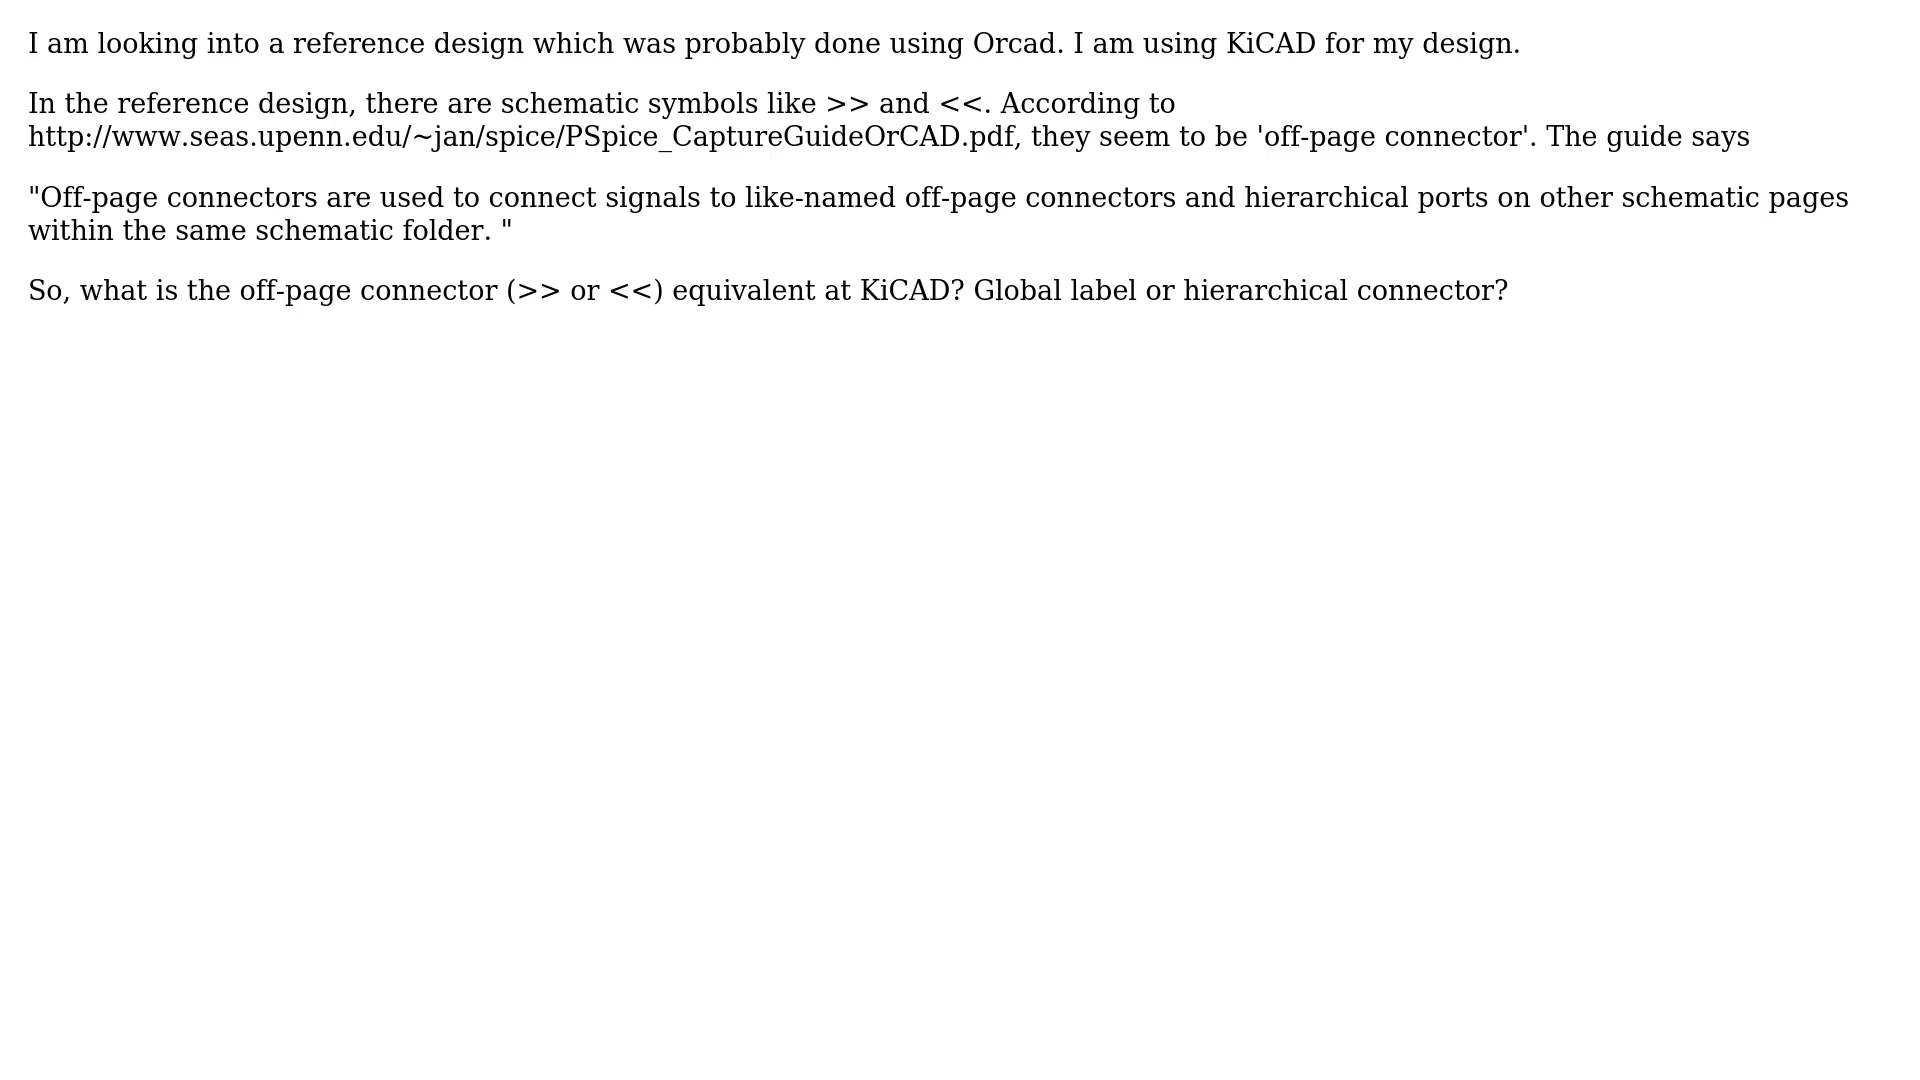 I am looking into a reference design which was probably done using Orcad. I am using KiCAD for my design.
In the reference design, there are schematic symbols like >> and <<. According to
http://www.seas.upenn.edu/~jan/spice/PSpice_CaptureGuideOrCAD.pdf, they seem to be 'off-page connector'. The guide says
"Off-page connectors are used to connect signals to like-named off-page connectors and hierarchical ports on other schematic pages
within the same schematic folder. "
So, what is the off-page connector (>> or <<) equivalent at KiCAD? Global label or hierarchical connector?